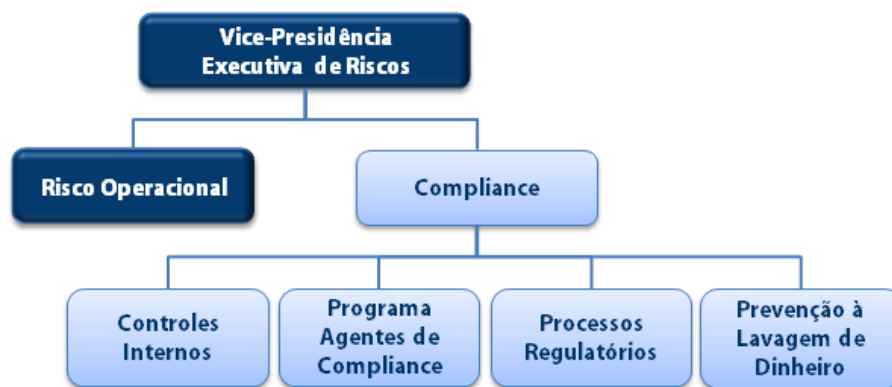 Vice-Presidência
Executiva de Riscos
Risco Operacional
Compliance
Controles
Internos
Programa
Agentes de
Compliance
Processos
Regulatórios
Prevenção à
Lavagem de
Dinheiro